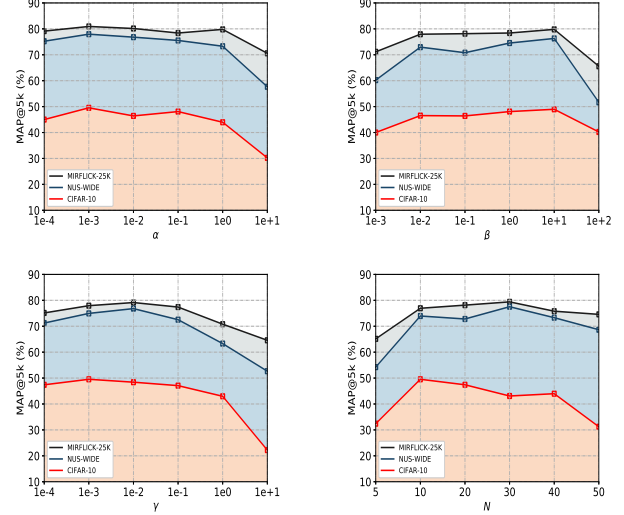 90
80
70
60
50
40
30
20
10
MAP@5k (%)
MIRFLICK-25K
NUS-WIDE
CIFAR-10
1e-4 1e-3 1e-2 1e-1 1e0 1e+1
α
90
80
70
60
50
40
30
20
10
MAP@5k (%)
MIRFLICK-25K
NUS-WIDE
CIFAR-10
1e-3 1e-2 1e-1 1e0 1e+1 1e+2
β
90
80
70
60
50
40
30
20
10
MAP@5k (%)
MIRFLICK-25K
NUS-WIDE
CIFAR-10
1e-4 1e-3 1e-2 1e-1 1e0 1e+1
γ
90
80
70
60
50
40
30
20
10
MAP@5k (%)
MIRFLICK-25K
NUS-WIDE
CIFAR-10
5 10 20 30 40 50
N